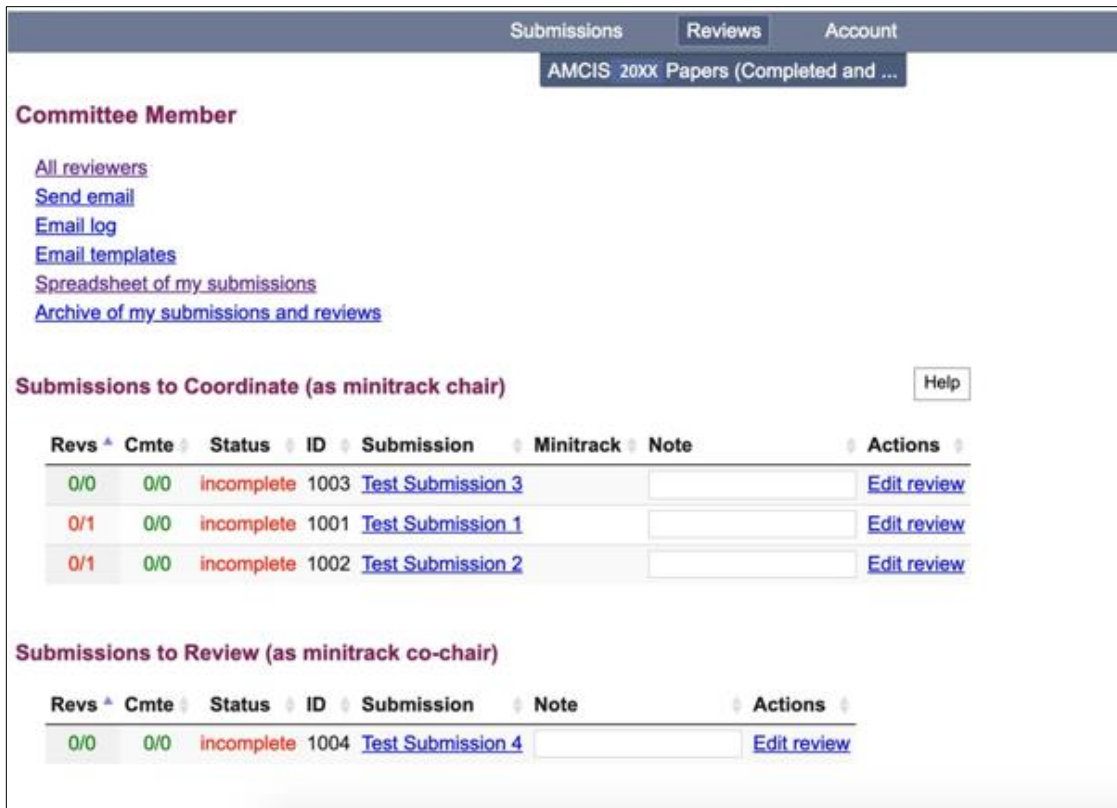 Submissions Reviews Account
AMCIS 20XX Papers (Completed and ...
Committee Member
All reviewers
Send email
Email log
Email templates
Spreadsheet of my submissions
Archive of my submissions and reviews
Submissions to Coordinate (as minitrack chair) Help
Revs Cmte Status ID Submission Minitrack Note Actions
0/0 0/0 incomplete 1003 Test Submission 3 Edit review
0/1 0/0 incomplete 1001 Test Submission 1 Edit review
0/1 0/0 incomplete 1002 Test Submission 2 Edit review
Submissions to Review (as minitrack co-chair)
Revs Cmte Status ID Submission Note Actions
0/0 0/0 incomplete 1004 Test Submission 4 Edit review